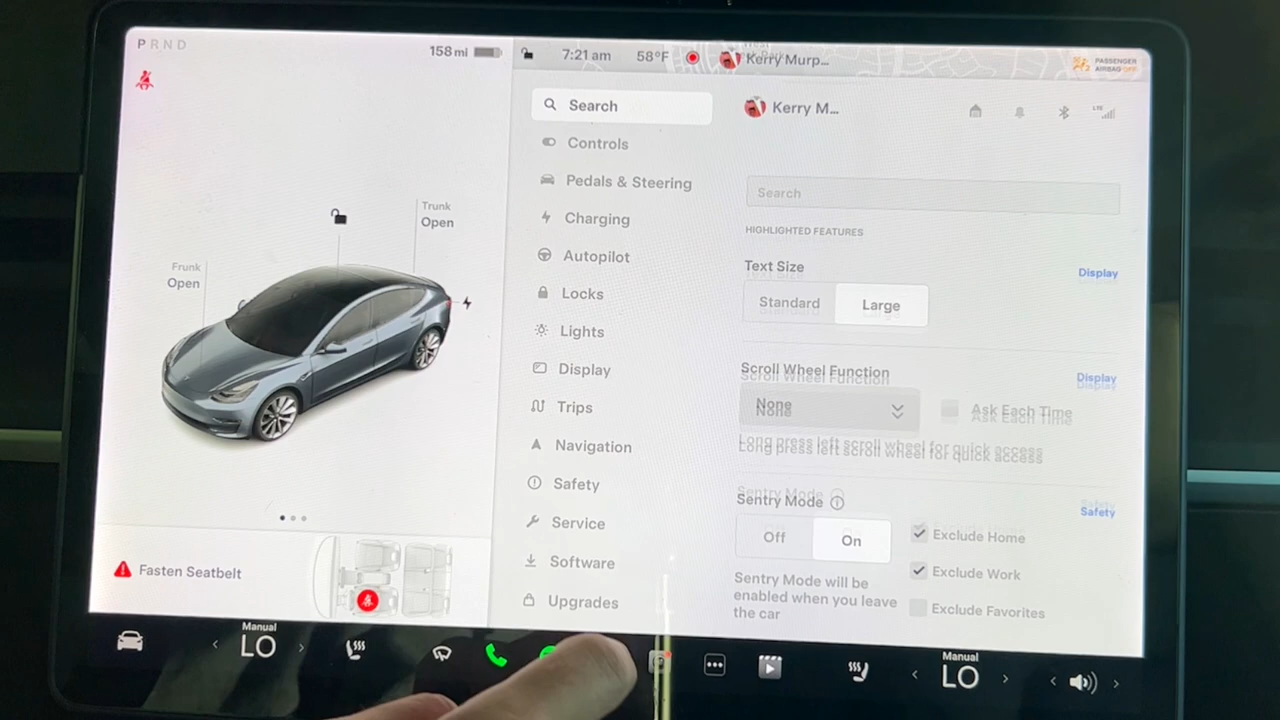 P R N D
158 mi
7:21 am
58°F
Kerry Murp...
PASSENGER
AIRBAG OFF
Trunk
Open
Frunk
Open
Fasten Seatbelt
Search
Controls
Pedals & Steering
Charging
Autopilot
Locks
Lights
Display
Trips
Navigation
Safety
Service
Software
Upgrades
Kerry M...
LTE
Search
HIGHLIGHTED FEATURES
Text Size
Display
Standard
Large
Scroll Wheel Function
Display
None
Ask Each Time
Long press left scroll wheel for quick access
Sentry Mode
Safety
Off
On
Exclude Home
Exclude Work
Exclude Favorites
Sentry Mode will be
enabled when you leave
the car
Manual
LO
Manual
LO